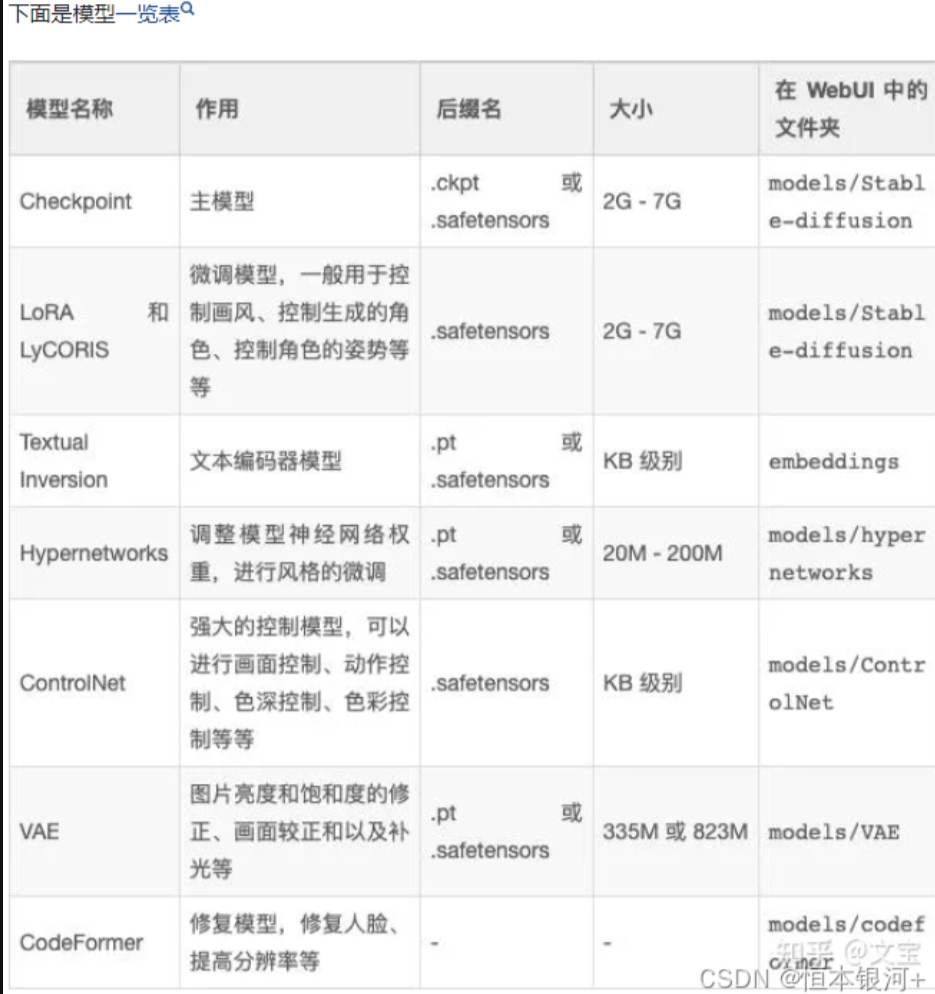 下面是模型一览表
模型名称 作用 后缀名 大小 在 WebUI 中的
文件夹
Checkpoint 主模型 .ckpt 或
.safetensors 2G - 7G models/Stabl
e-diffusion
LoRA 和
LyCORIS 微调模型，一般用于控
制画风、控制生成的角
色、控制角色的姿势等
等 .safetensors 2G - 7G models/Stabl
e-diffusion
Textual
Inversion 文本编码器模型 .pt 或
.safetensors KB 级别 embeddings
Hypernetworks 调整模型神经网络权
重，进行风格的微调 .pt 或
.safetensors 20M - 200M models/hyper
networks
ControlNet 强大的控制模型，可以
进行画面控制、动作控
制、色深控制、色彩控
制等等 .safetensors KB 级别 models/Contr
olNet
VAE 图片亮度和饱和度的修
正、画面较正和以及补
光等 .pt 或
.safetensors 335M 或 823M models/VAE
CodeFormer 修复模型，修复人脸、
提高分辨率等 - - models/codef
ormer
知乎 @文宝
CSDN @恒本银河+